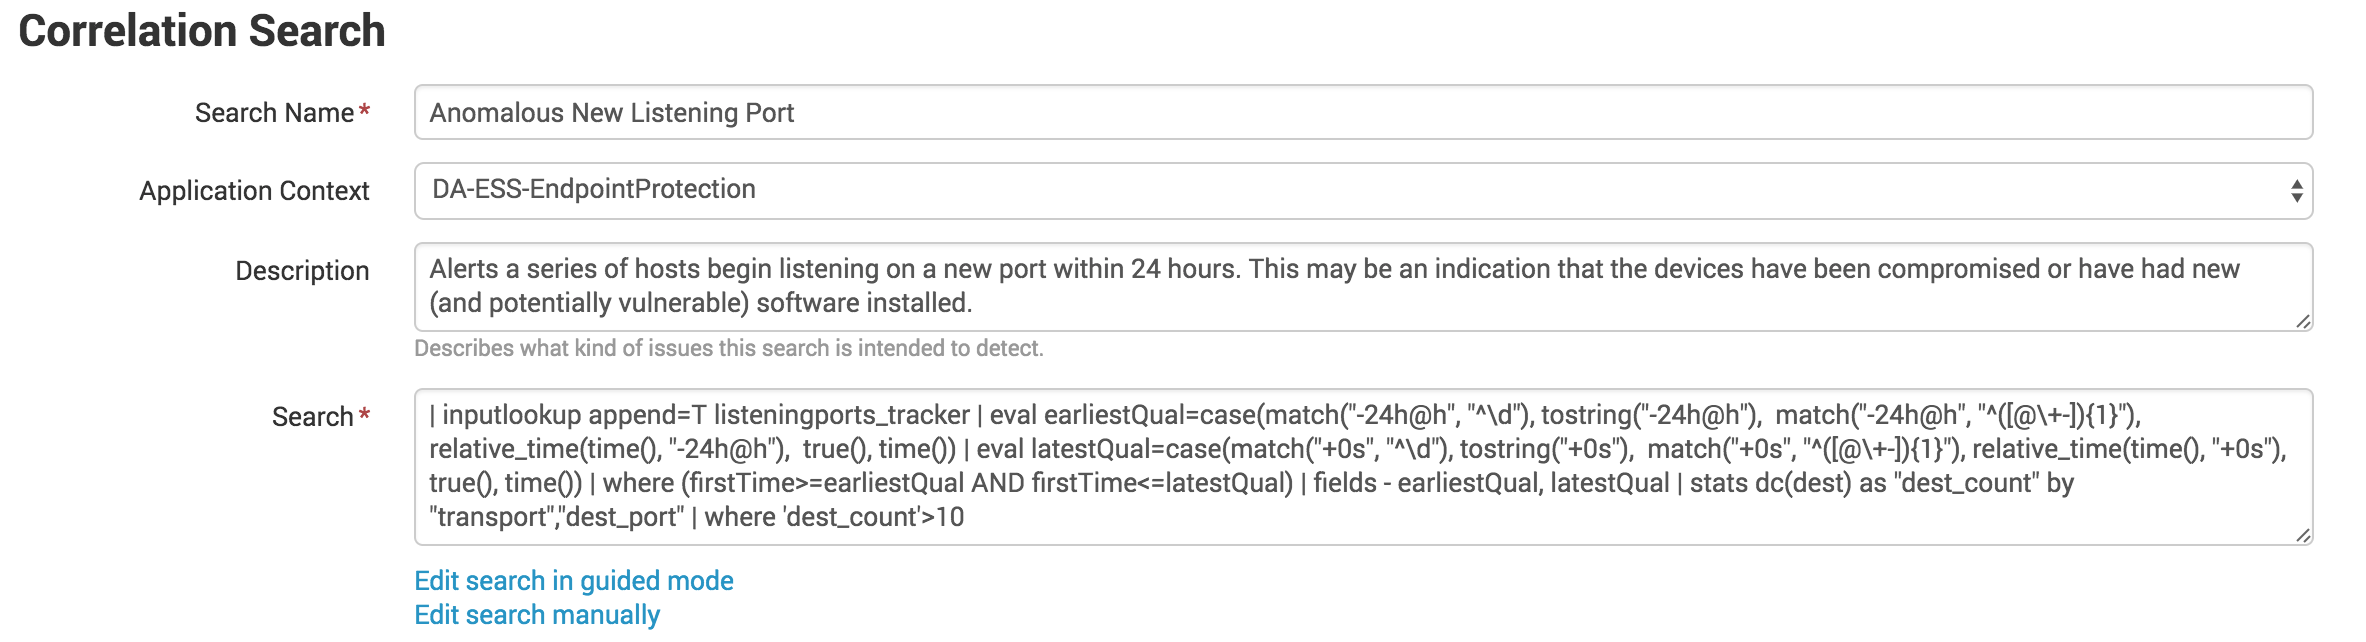 Correlation Search
Search Name*
Anomalous New Listening Port
Application Context
DA-ESS-EndpointProtection
Description
Alerts a series of hosts begin listening on a new port within 24 hours. This may be an indication that the devices have been compromised or have had new
(and potentially vulnerable) software installed.
Describes what kind of issues this search is intended to detect.
Search*
| inputlookup append=T listeningports_tracker | eval earliestQual=case(match("-24h@h", "^\d"), tostring("-24h@h"),  match("-24h@h", "^([@\+-]){1}"),
relative_time(time(), "-24h@h"),  true(), time()) | eval latestQual=case(match("+0s", "^\d"), tostring("+0s"),  match("+0s", "^([@\+-]){1}"), relative_time(time(), "+0s"),
true(), time()) | where (firstTime>=earliestQual AND firstTime<=latestQual) | fields - earliestQual, latestQual | stats dc(dest) as "dest_count" by
"transport","dest_port" | where 'dest_count'>10
Edit search in guided mode
Edit search manually